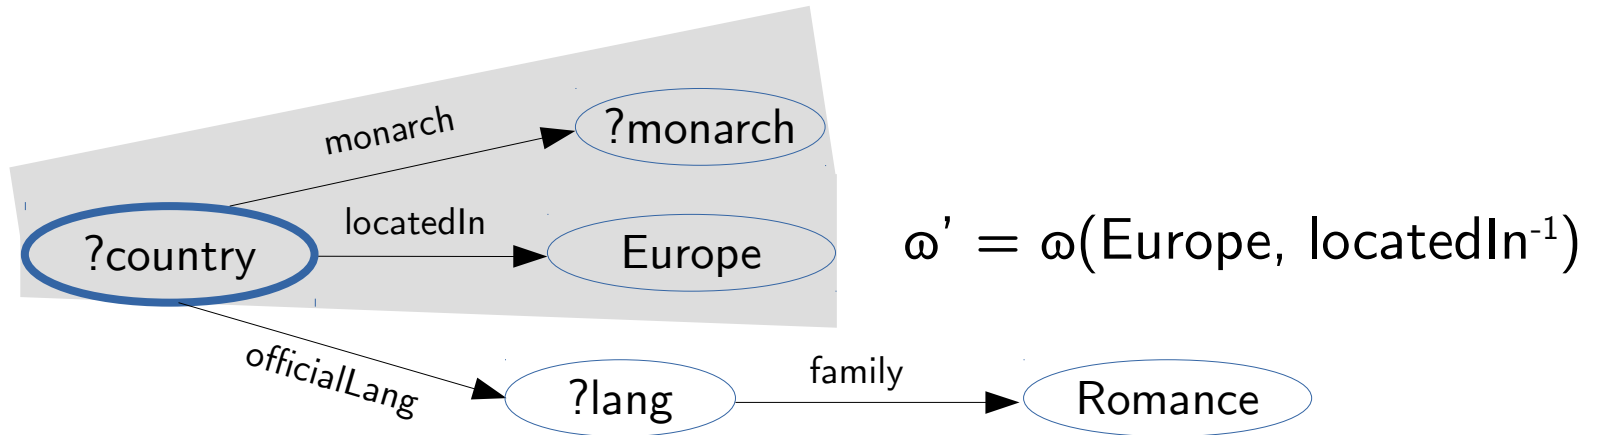 monarch
?monarch
locatedIn
?country
Europe
ϖ' = ϖ(Europe, locatedIn-1)
officialLang
?lang
family
Romance